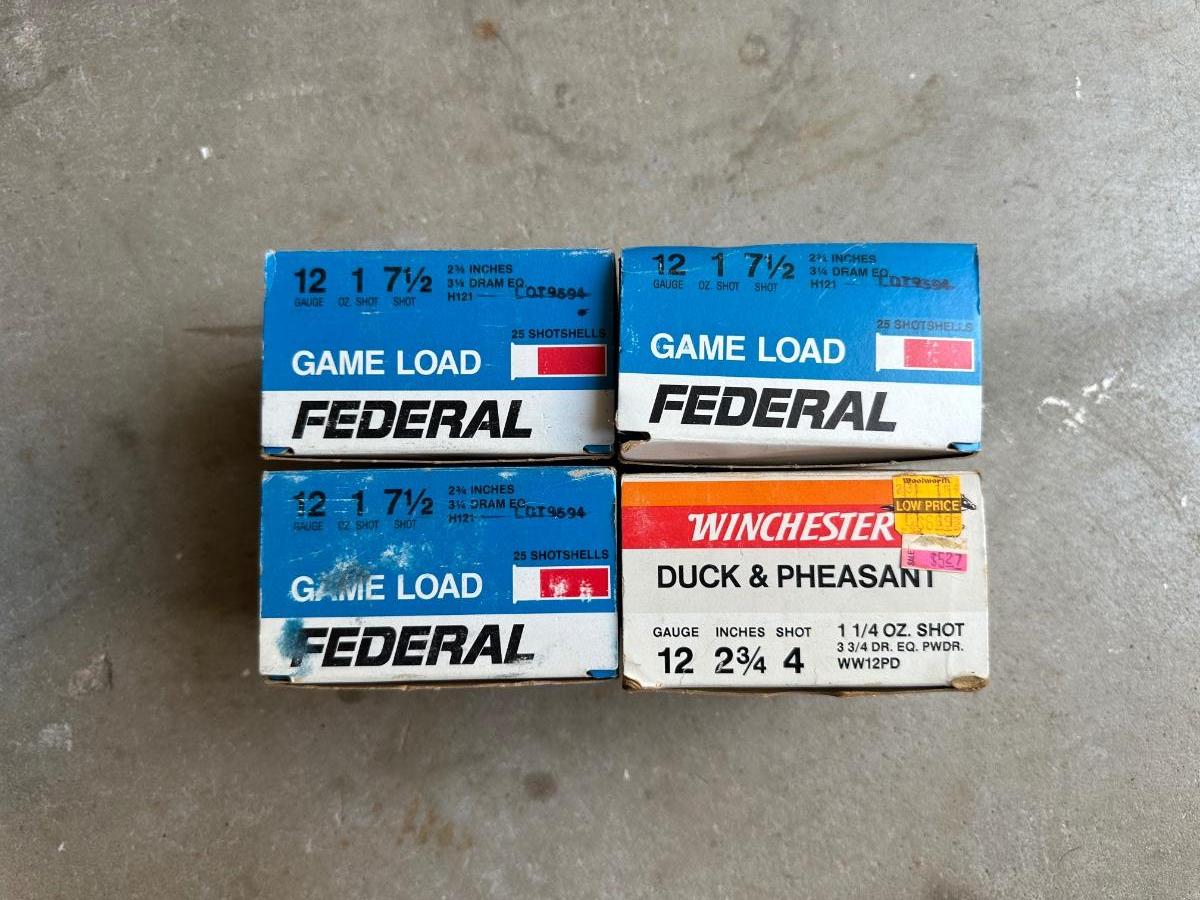 12 1 7½ 2¾ INCHES
GAUGE OZ. SHOT SHOT 3¼ DRAM EQ.
H121 LOT9594
25 SHOTSHELLS
GAME LOAD
FEDERAL
12 1 7½ 2¾ INCHES
GAUGE OZ. SHOT SHOT 3¼ DRAM EQ.
H121 LOT9594
25 SHOTSHELLS
GAME LOAD
FEDERAL
12 1 7½ 2¾ INCHES
GAUGE OZ SHOT SHOT 3¼ DRAM EQ.
H121 LOT9594
25 SHOTSHELLS
GAME LOAD
FEDERAL
Woolworth
LOW PRICE
WINCHESTER
SALE $5.27
DUCK & PHEASANT
GAUGE INCHES SHOT 1 1/4 OZ. SHOT
12 2¾ 4 3 3/4 DR. EQ. PWDR.
WW12PD